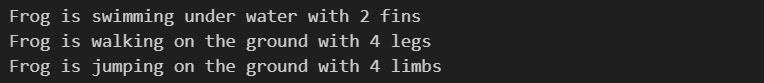 Frog is swimming under water with 2 fins
Frog is walking on the ground with 4 legs
Frog is jumping on the ground with 4 limbs